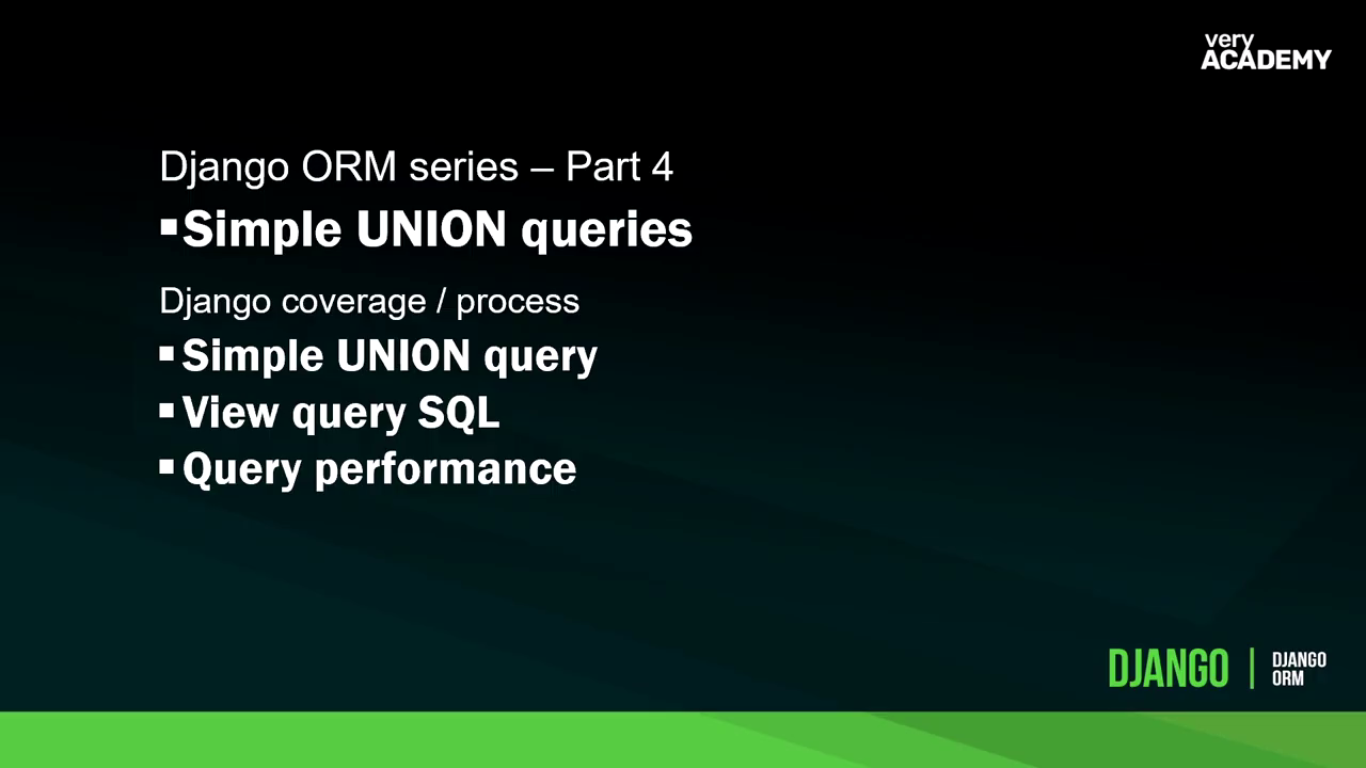 very
ACADEMY
Django ORM series – Part 4
▪Simple UNION queries
Django coverage / process
▪Simple UNION query
▪View query SQL
▪Query performance
DJANGO | DJANGO
ORM